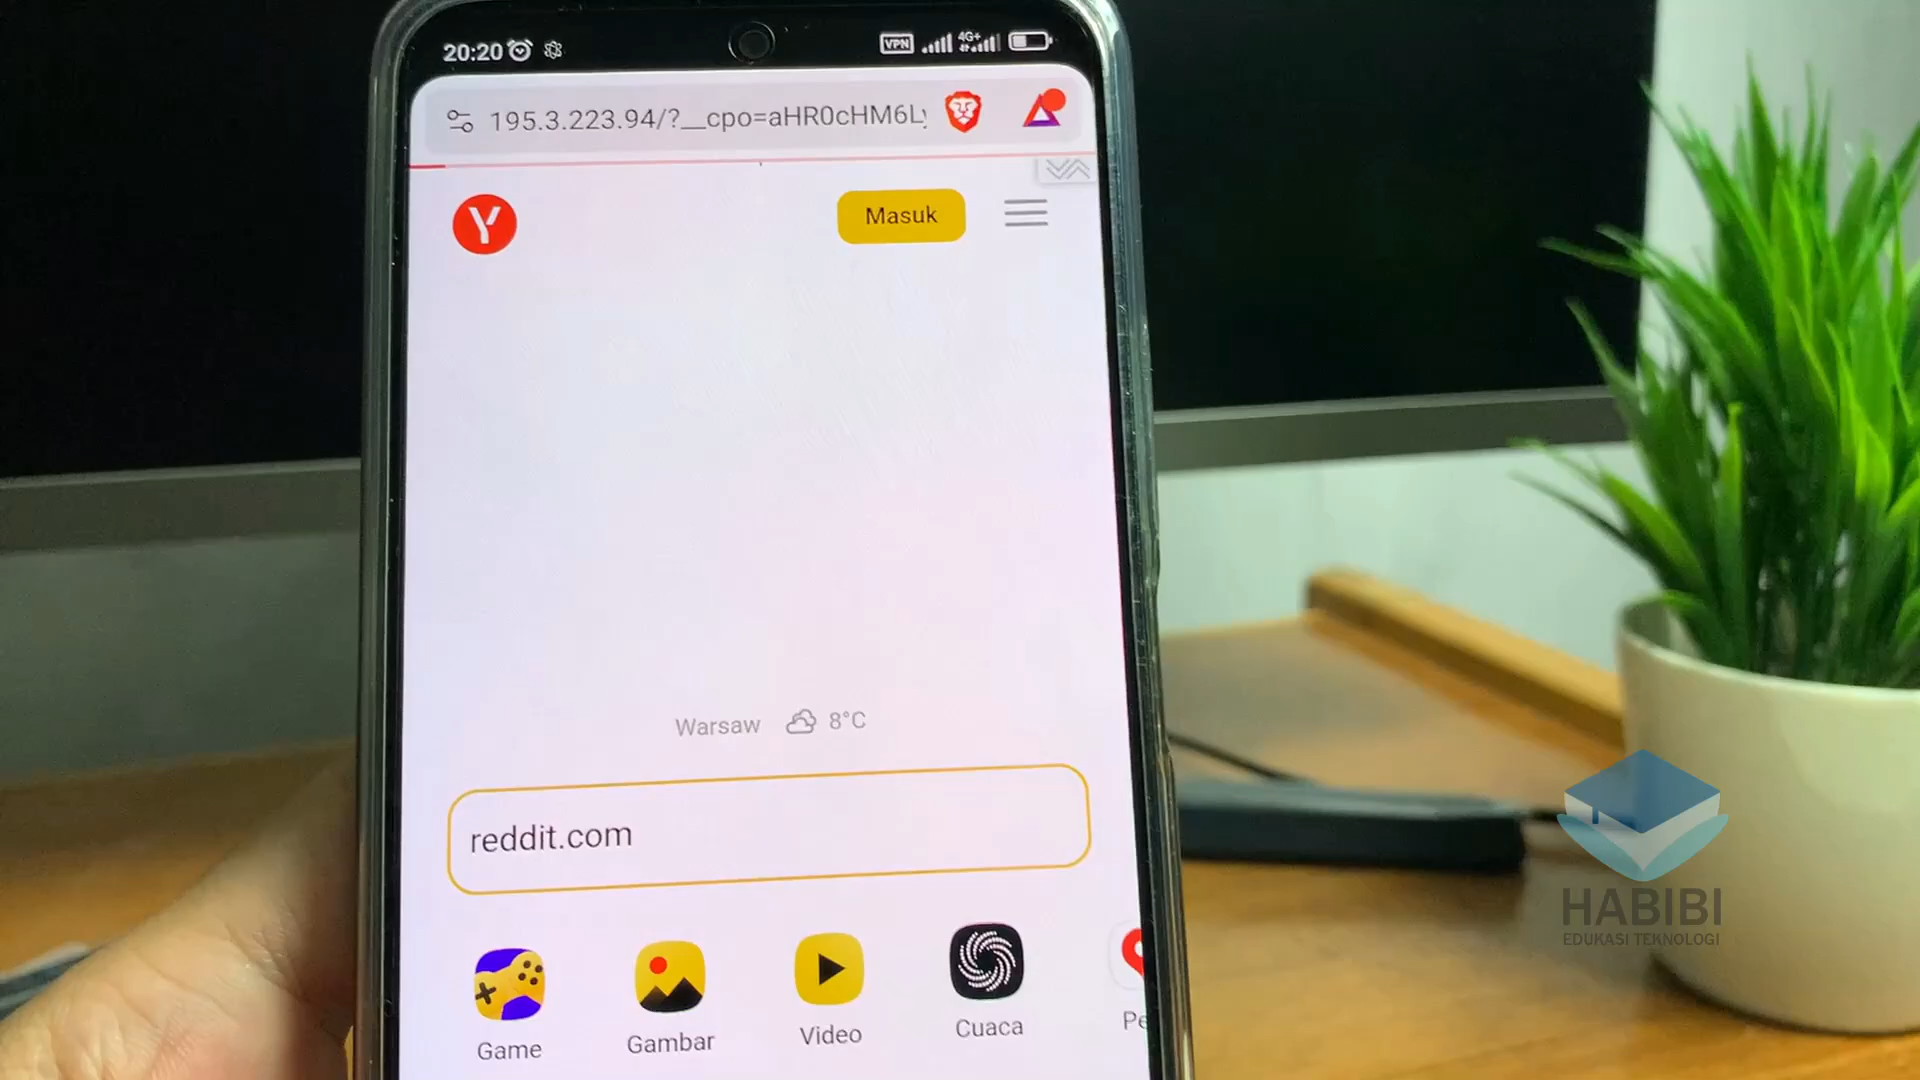 20:20
VPN 4G+
195.3.223.94/?__cpo=aHR0cHM6Ly
Y
Masuk
Warsaw 8°C
reddit.com
Game
Gambar
Video
Cuaca
Pe
HABIBI
EDUKASI TEKNOLOGI